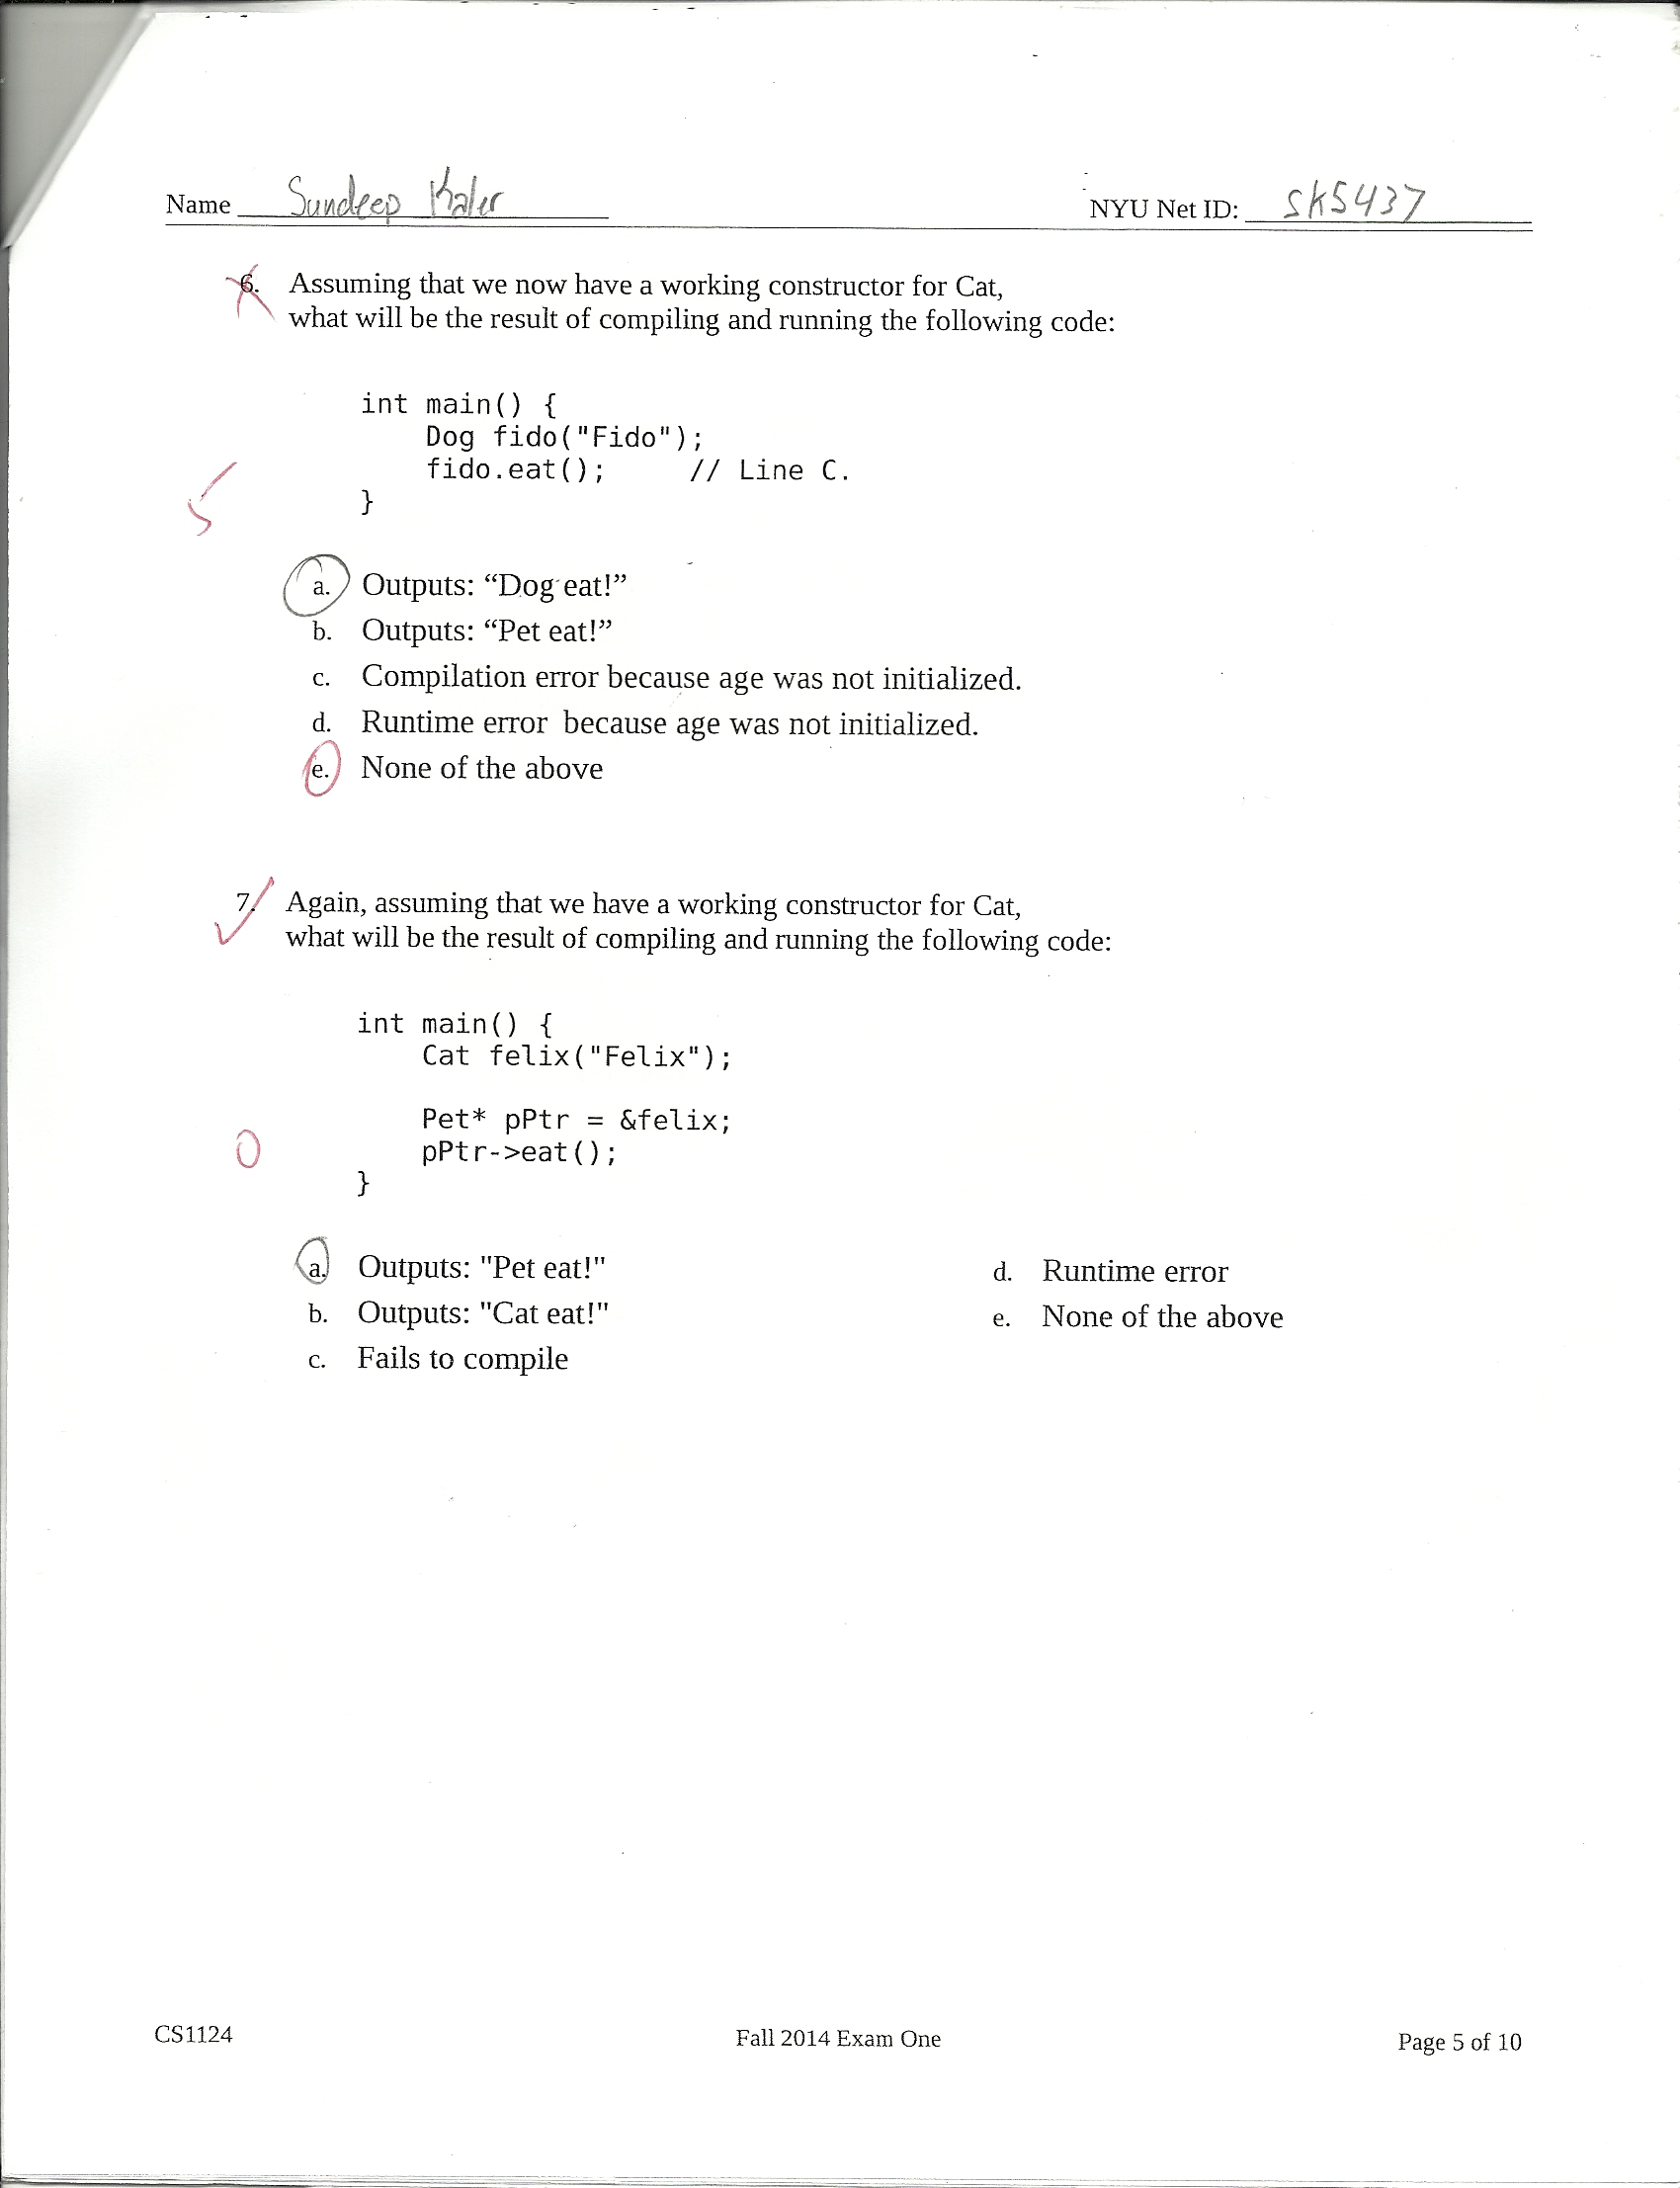 Name Sundeep Kaler NYU Net ID: sk5437
6. Assuming that we now have a working constructor for Cat,
what will be the result of compiling and running the following code:
int main() {
Dog fido("Fido");
fido.eat(); // Line C.
}
5
a. Outputs: “Dog eat!”
b. Outputs: “Pet eat!”
c. Compilation error because age was not initialized.
d. Runtime error because age was not initialized.
e. None of the above
7. Again, assuming that we have a working constructor for Cat,
what will be the result of compiling and running the following code:
int main() {
Cat felix("Felix");
Pet* pPtr = &felix;
0 pPtr->eat();
}
a. Outputs: "Pet eat!"
b. Outputs: "Cat eat!"
c. Fails to compile
d. Runtime error
e. None of the above
CS1124 Fall 2014 Exam One Page 5 of 10